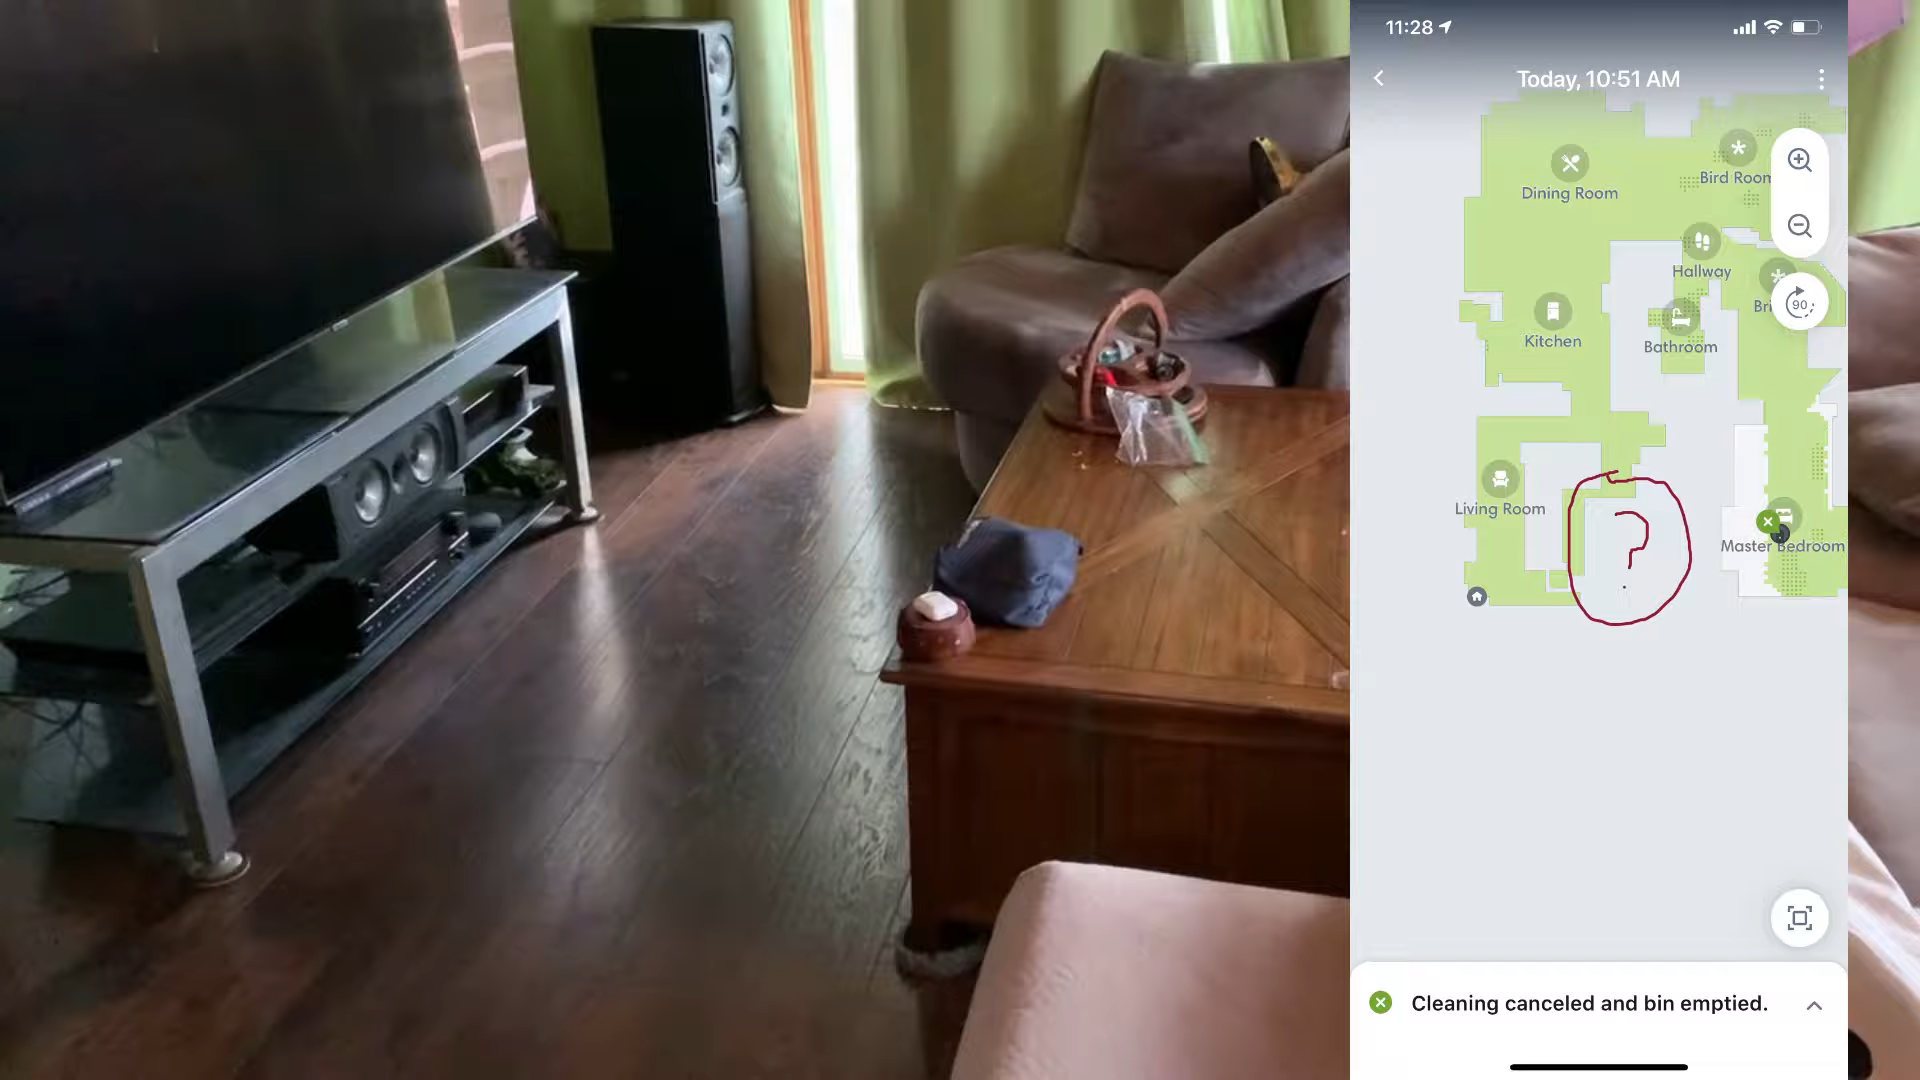 11:28
Today, 10:51 AM
Dining Room
Bird Room
Hallway
Bri
90
Kitchen
Bathroom
Living Room
?
Master Bedroom
Cleaning canceled and bin emptied.